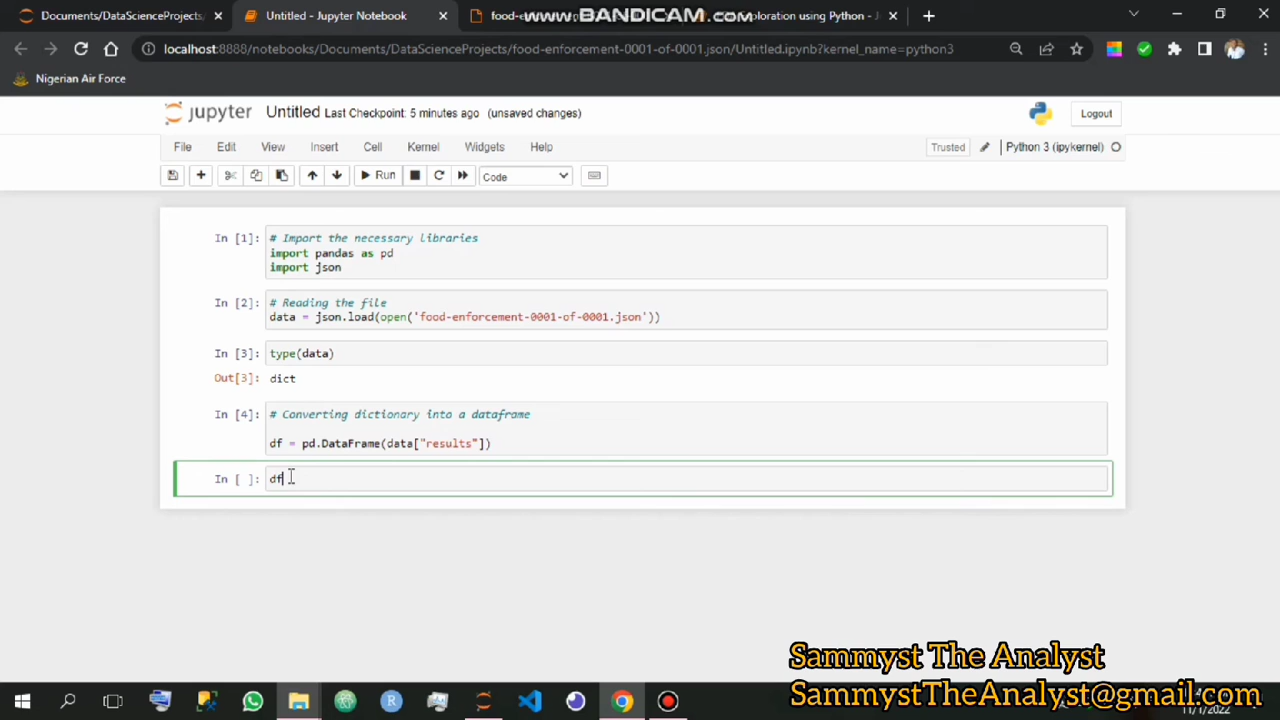 Documents/DataScienceProjects/
Untitled - Jupyter Notebook
food-
www.BANDICAM.com
ploration using Python - J
localhost:8888/notebooks/Documents/DataScienceProjects/food-enforcement-0001-of-0001.json/Untitled.ipynb?kernel_name=python3
Nigerian Air Force
jupyter Untitled Last Checkpoint: 5 minutes ago (unsaved changes)
Logout
File Edit View Insert Cell Kernel Widgets Help
Trusted Python 3 (ipykernel)
Run Code
In [1]: # Import the necessary libraries
import pandas as pd
import json
In [2]: # Reading the file
data = json.load(open('food-enforcement-0001-of-0001.json'))
In [3]: type(data)
Out[3]: dict
In [4]: # Converting dictionary into a dataframe
df = pd.DataFrame(data["results"])
In [ ]: df
Sammyst The Analyst
SammystTheAnalyst@gmail.com
11/1/2022